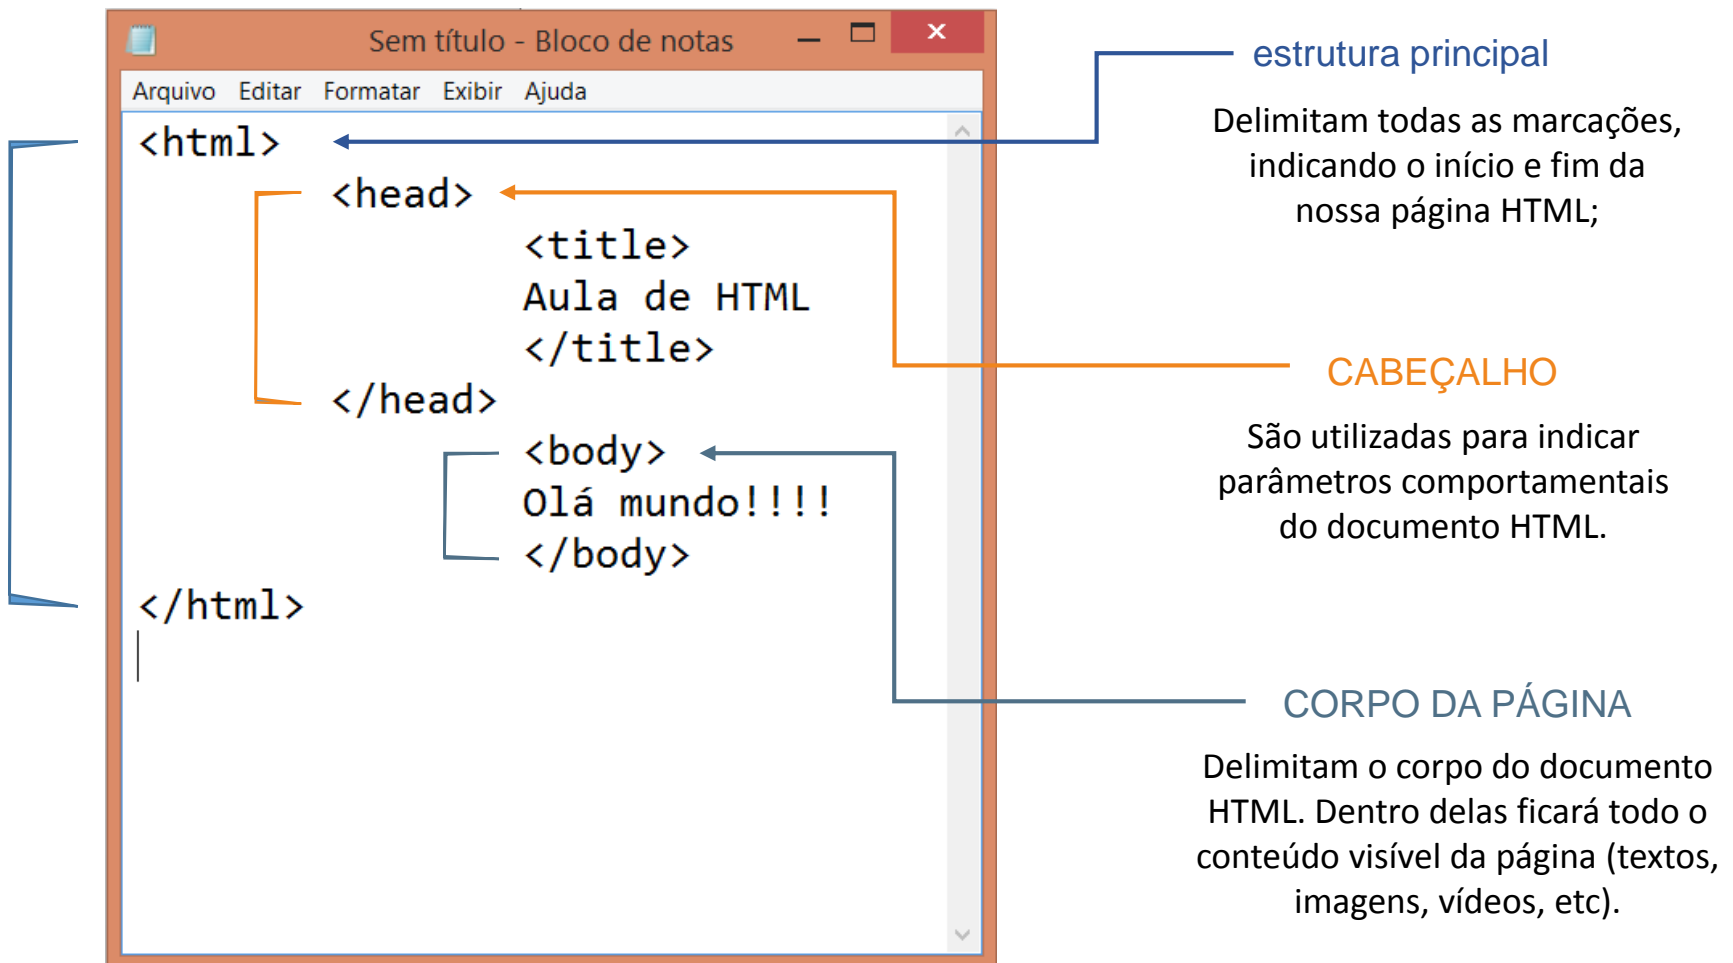 Sem título - Bloco de notas
Arquivo Editar Formatar Exibir Ajuda
<html>
<head>
<title>
Aula de HTML
</title>
</head>
<body>
Olá mundo!!!!
</body>
</html>
estrutura principal
Delimitam todas as marcações,
indicando o início e fim da
nossa página HTML;
CABEÇALHO
São utilizadas para indicar
parâmetros comportamentais
do documento HTML.
CORPO DA PÁGINA
Delimitam o corpo do documento
HTML. Dentro delas ficará todo o
conteúdo visível da página (textos,
imagens, vídeos, etc).